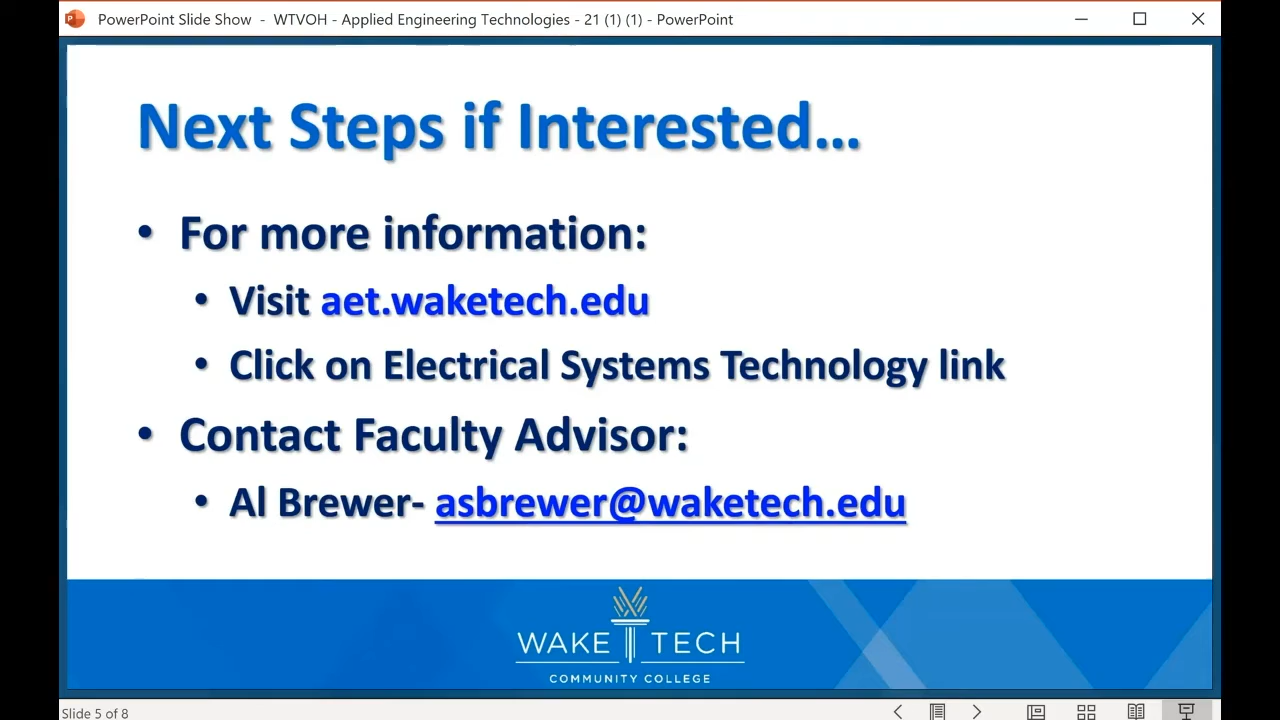 PowerPoint Slide Show - WTVOH - Applied Engineering Technologies - 21 (1) (1) - PowerPoint
Next Steps if Interested...
• For more information:
• Visit aet.waketech.edu
• Click on Electrical Systems Technology link
• Contact Faculty Advisor:
• Al Brewer- asbrewer@waketech.edu
WAKE TECH
COMMUNITY COLLEGE
Slide 5 of 8